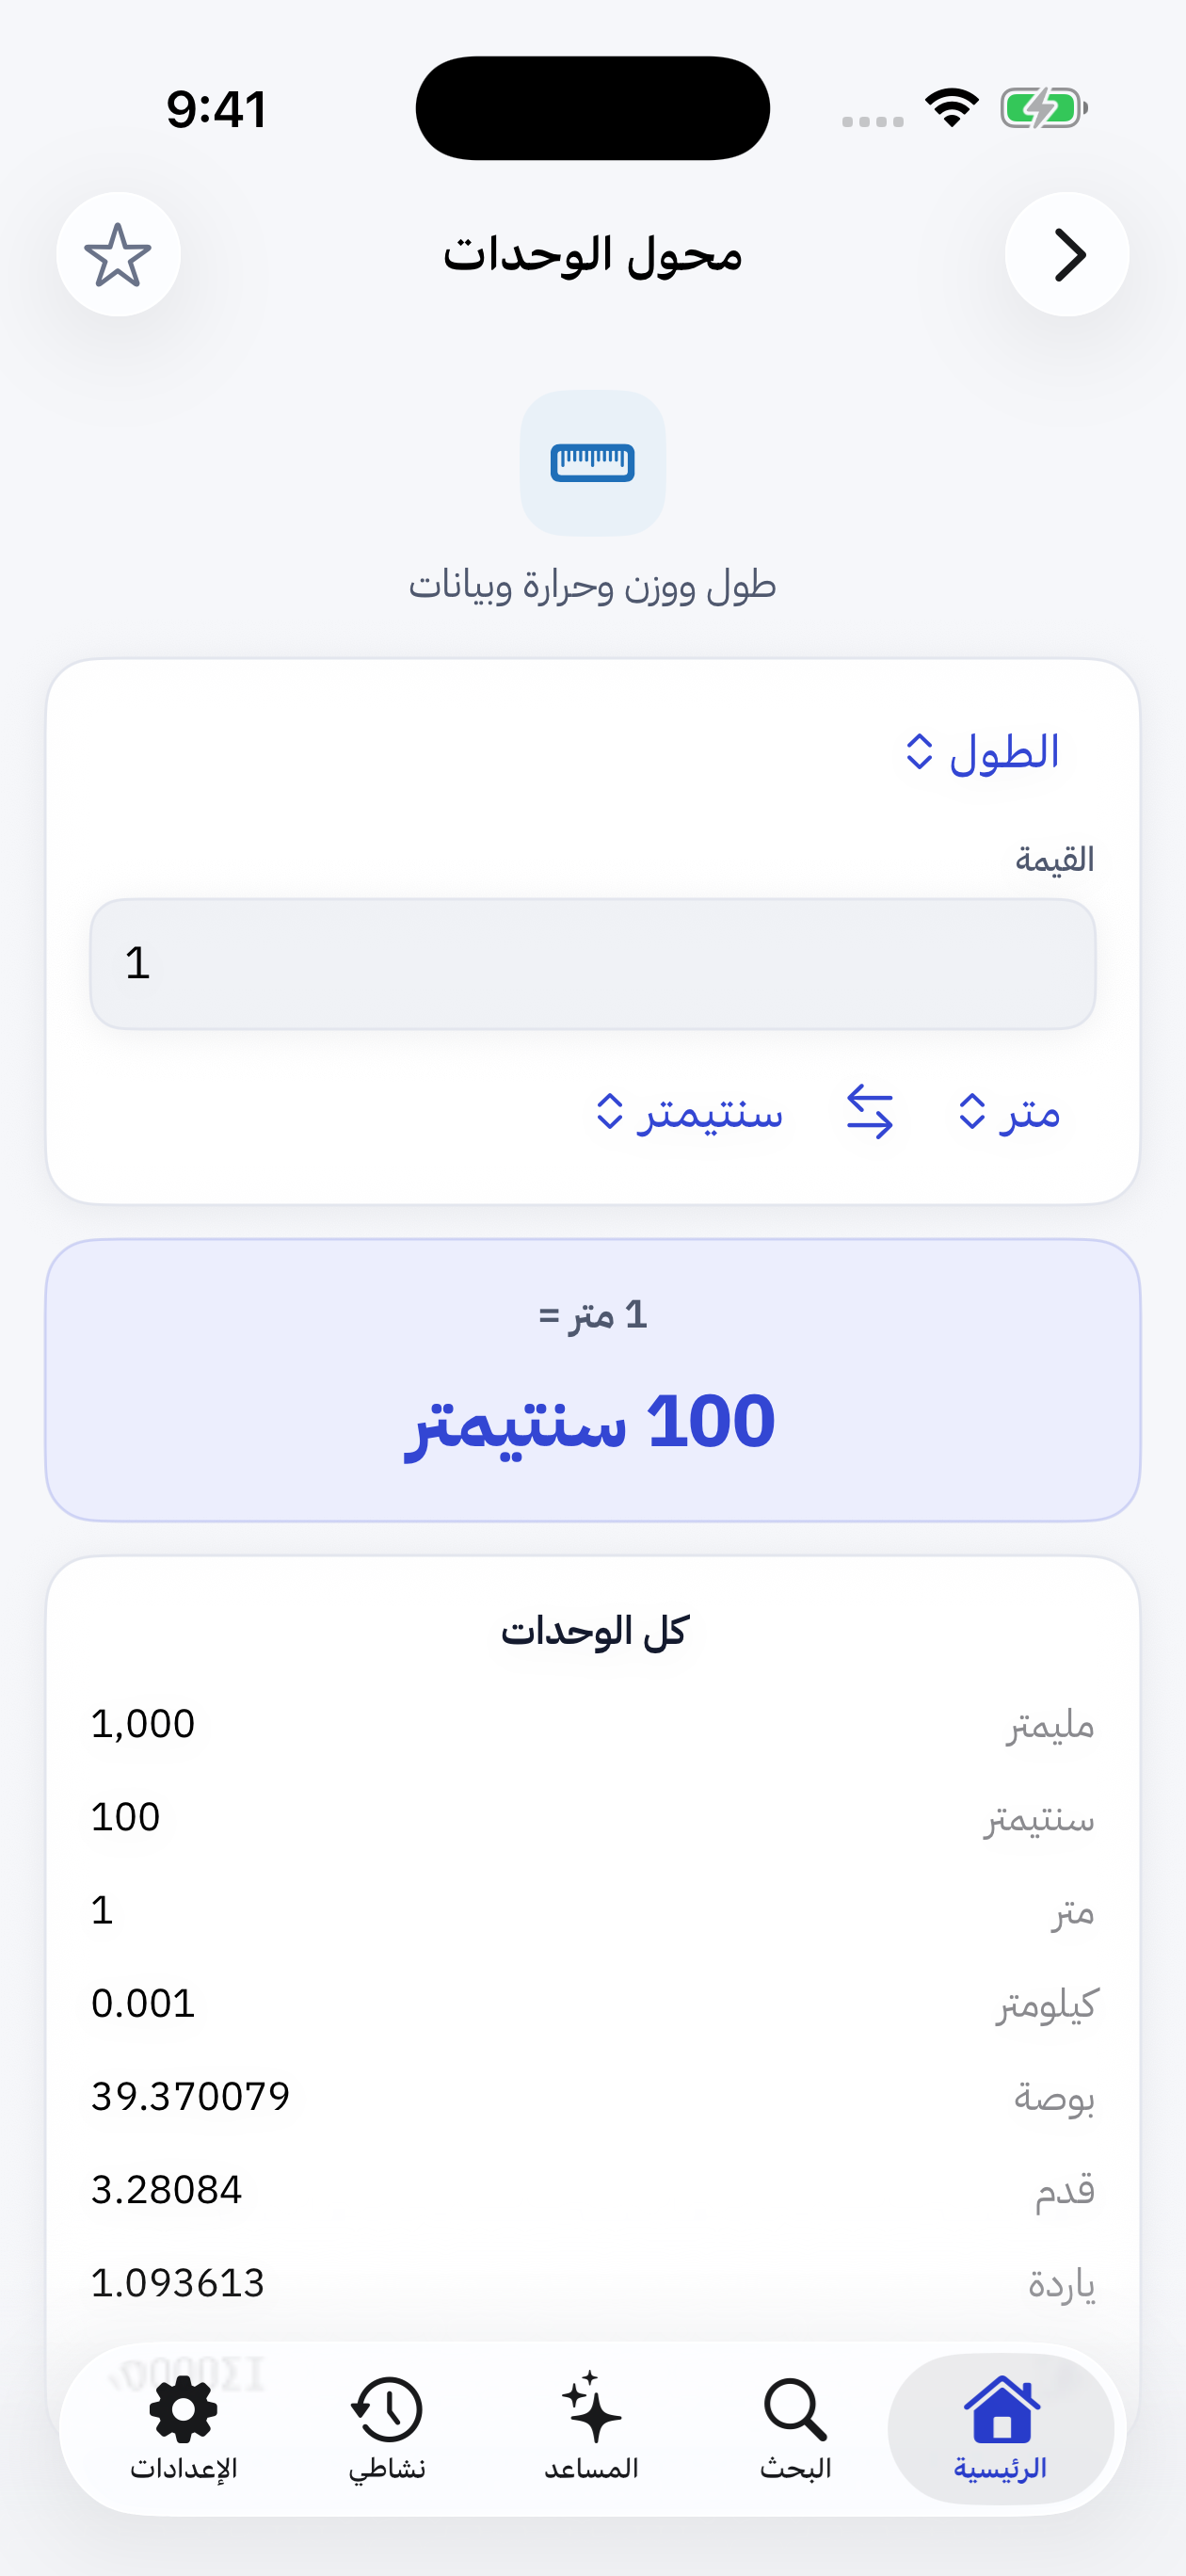 9:41
محول الوحدات
طول ووزن وحرارة وبيانات
الطول
القيمة
1
متر سنتيمتر
1 متر =
100 سنتيمتر
كل الوحدات
مليمتر 1,000
سنتيمتر 100
متر 1
كيلومتر 0.001
بوصة 39.370079
قدم 3.28084
ياردة 1.093613
الرئيسية البحث المساعد نشاطي الإعدادات